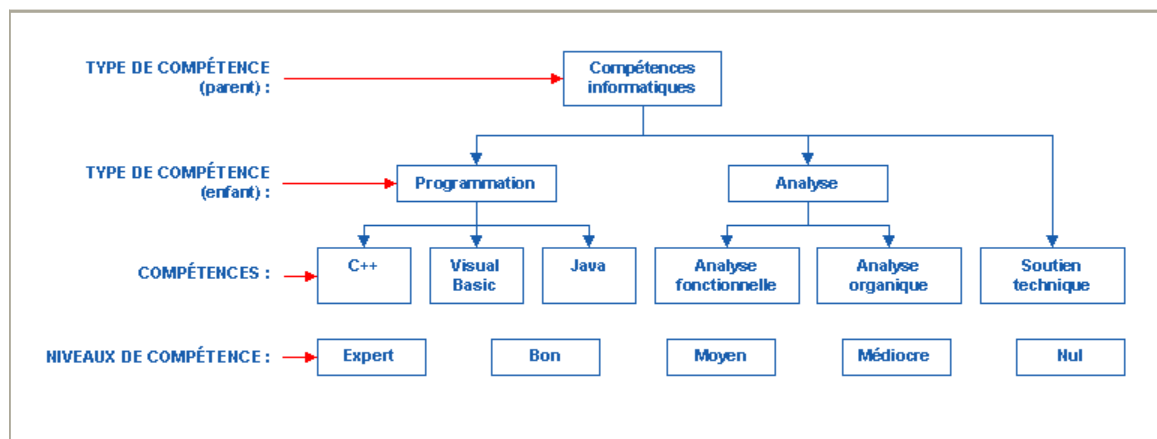 TYPE DE COMPÉTENCE
(parent) :
Compétences
informatiques
TYPE DE COMPÉTENCE
(enfant) :
Programmation
Analyse
COMPÉTENCES :
C++
Visual
Basic
Java
Analyse
fonctionnelle
Analyse
organique
Soutien
technique
NIVEAUX DE COMPÉTENCE :
Expert
Bon
Moyen
Médiocre
Nul